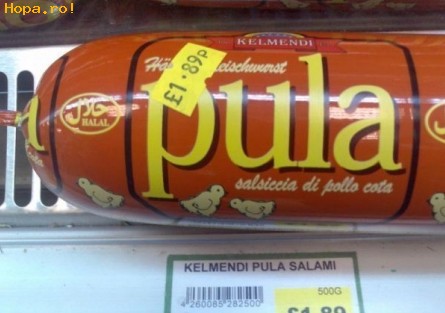 Hopa.ro!
KELMENDI
£1.89P
pula
HALAL
حلال
salsiccia di pollo cota
KELMENDI PULA SALAMI
500G
4 260085 282500
£1.89